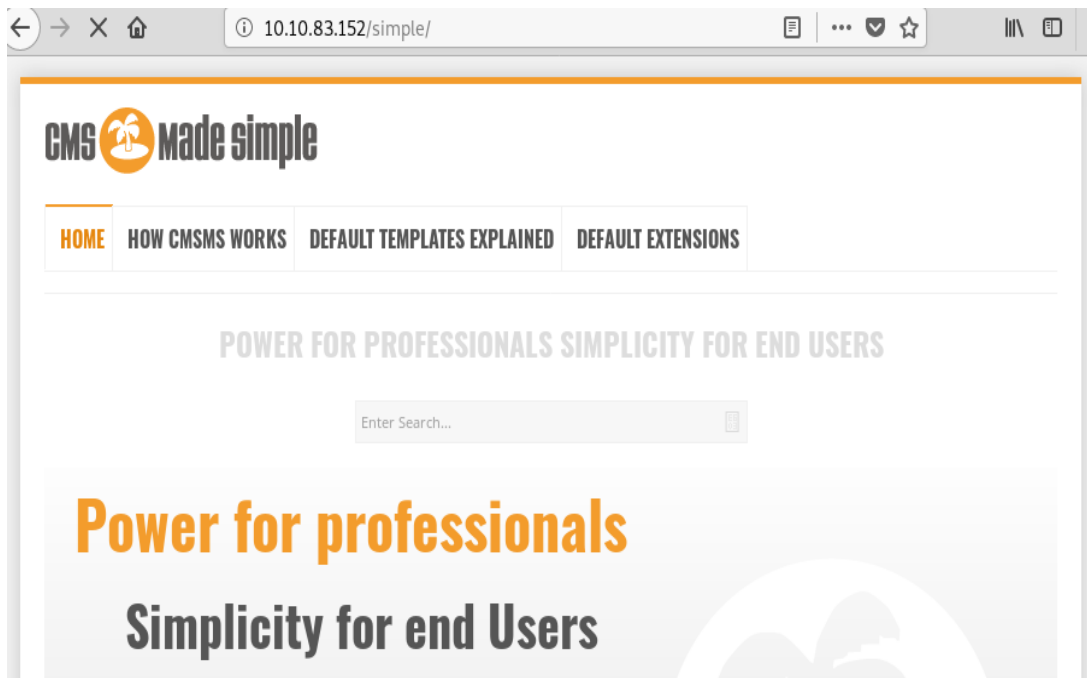 10.10.83.152/simple/
CMS Made Simple
HOME HOW CMSMS WORKS DEFAULT TEMPLATES EXPLAINED DEFAULT EXTENSIONS
POWER FOR PROFESSIONALS SIMPLICITY FOR END USERS
Enter Search...
Power for professionals
Simplicity for end Users